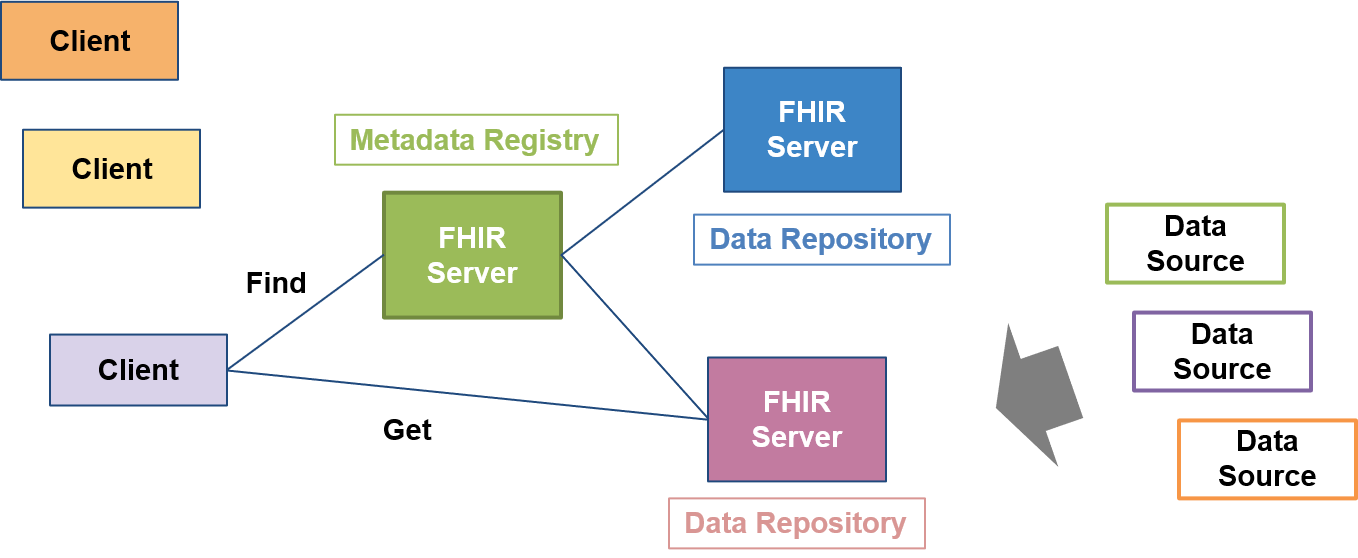 Client
Client
Client
Find
Get
Metadata Registry
FHIR
Server
FHIR
Server
Data Repository
FHIR
Server
Data Repository
Data
Source
Data
Source
Data
Source